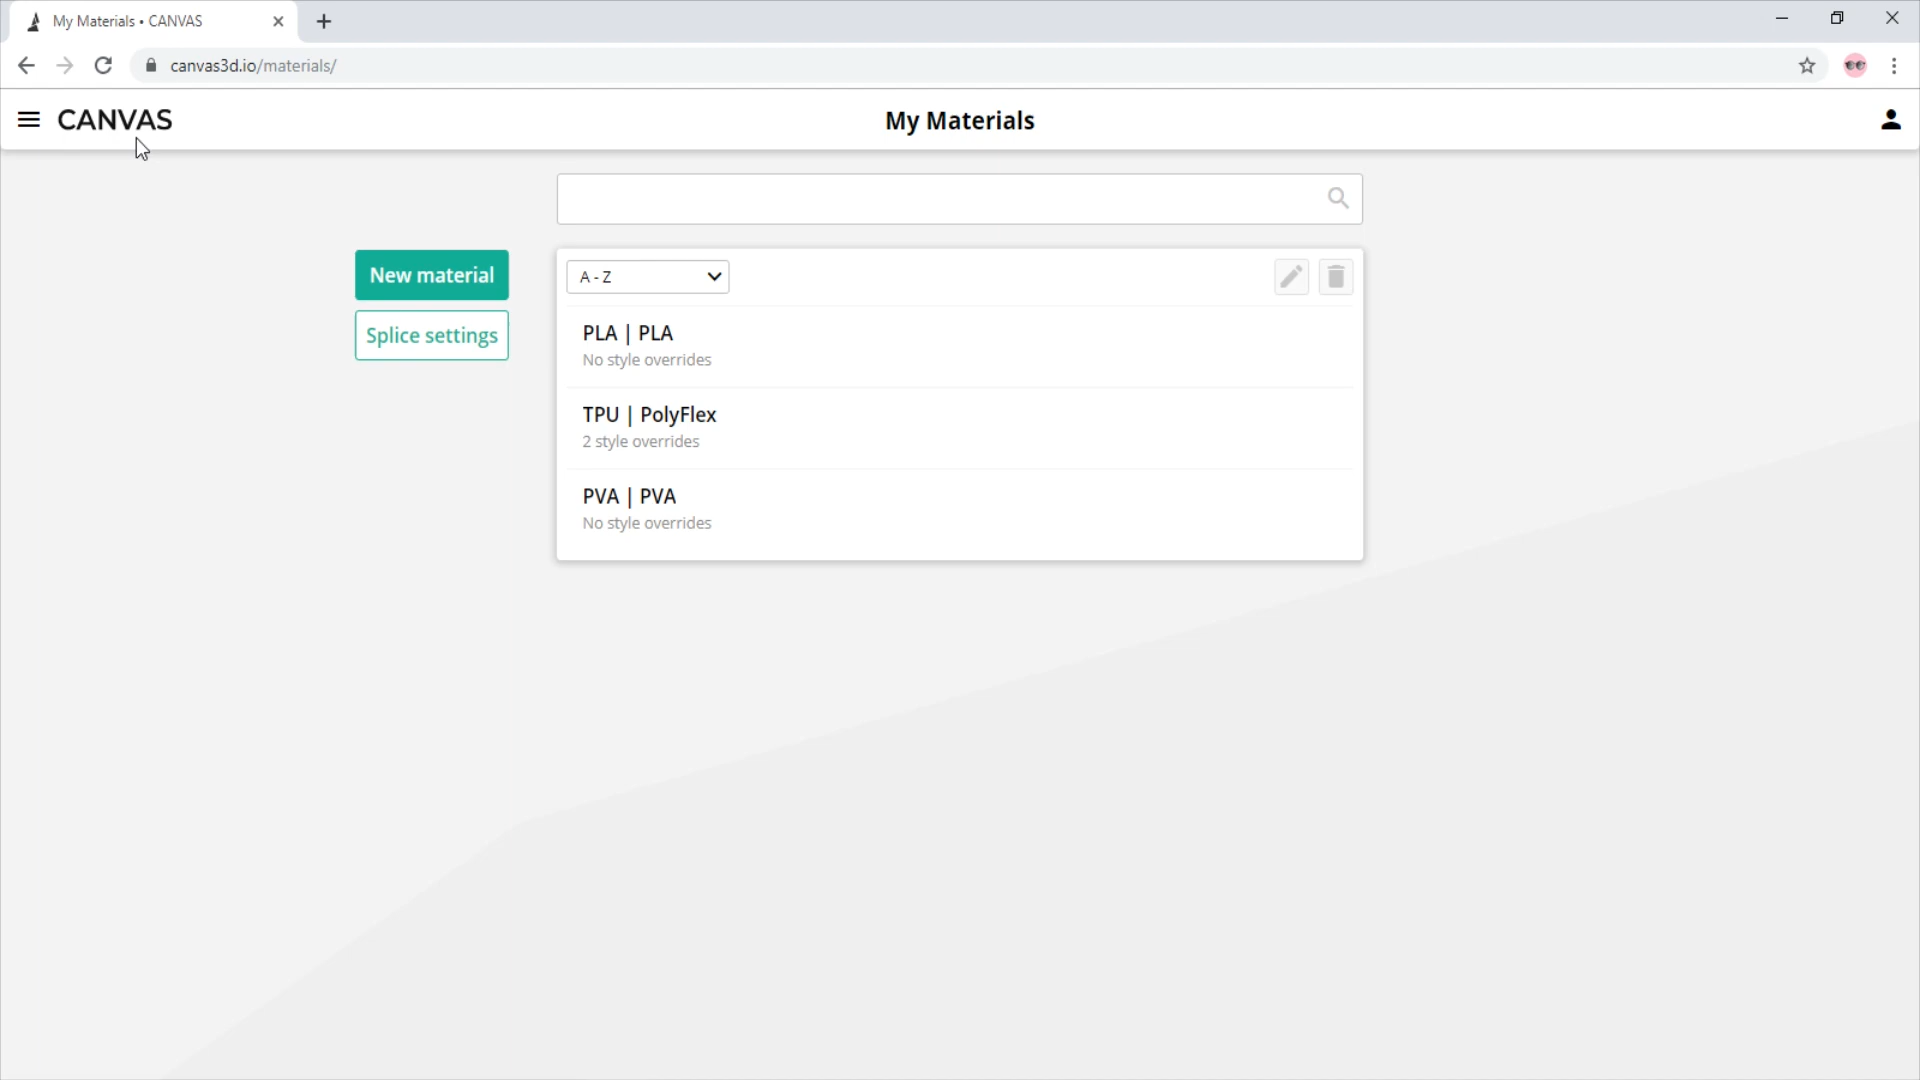 My Materials • CANVAS
canvas3d.io/materials/
CANVAS
My Materials
New material
Splice settings
A - Z
PLA | PLA
No style overrides
TPU | PolyFlex
2 style overrides
PVA | PVA
No style overrides